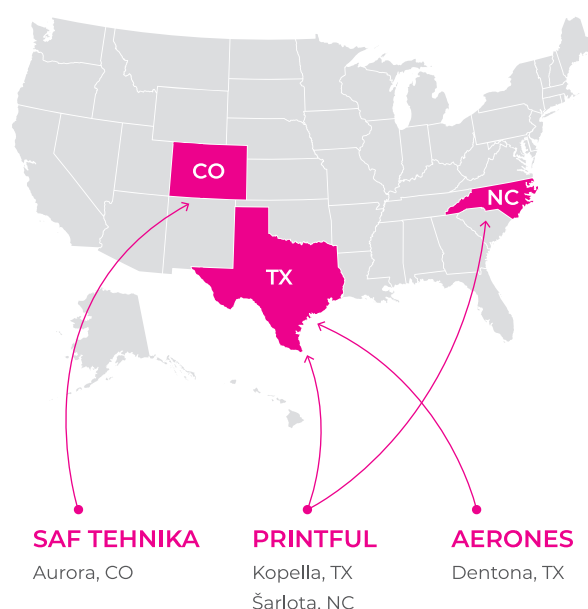 CO
NC
TX
SAF TEHNIKA
Aurora, CO
PRINTFUL
Kopella, TX
Šarlota, NC
AERONES
Dentona, TX